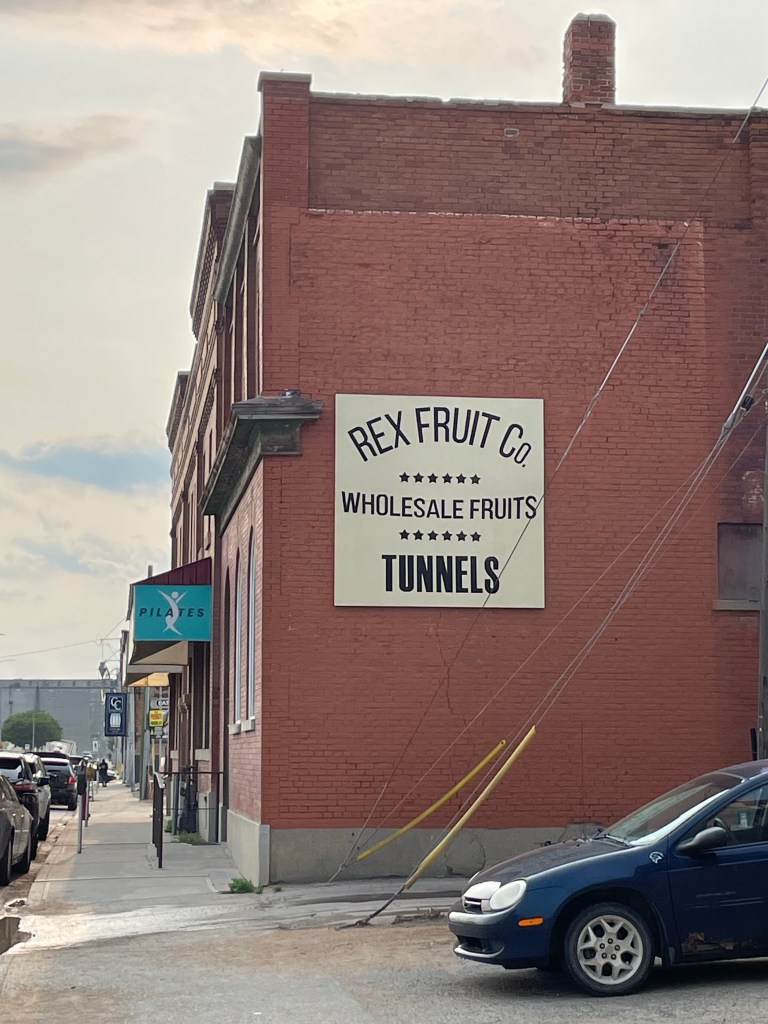 REX FRUIT CO.
WHOLESALE FRUITS
TUNNELS
PILATES